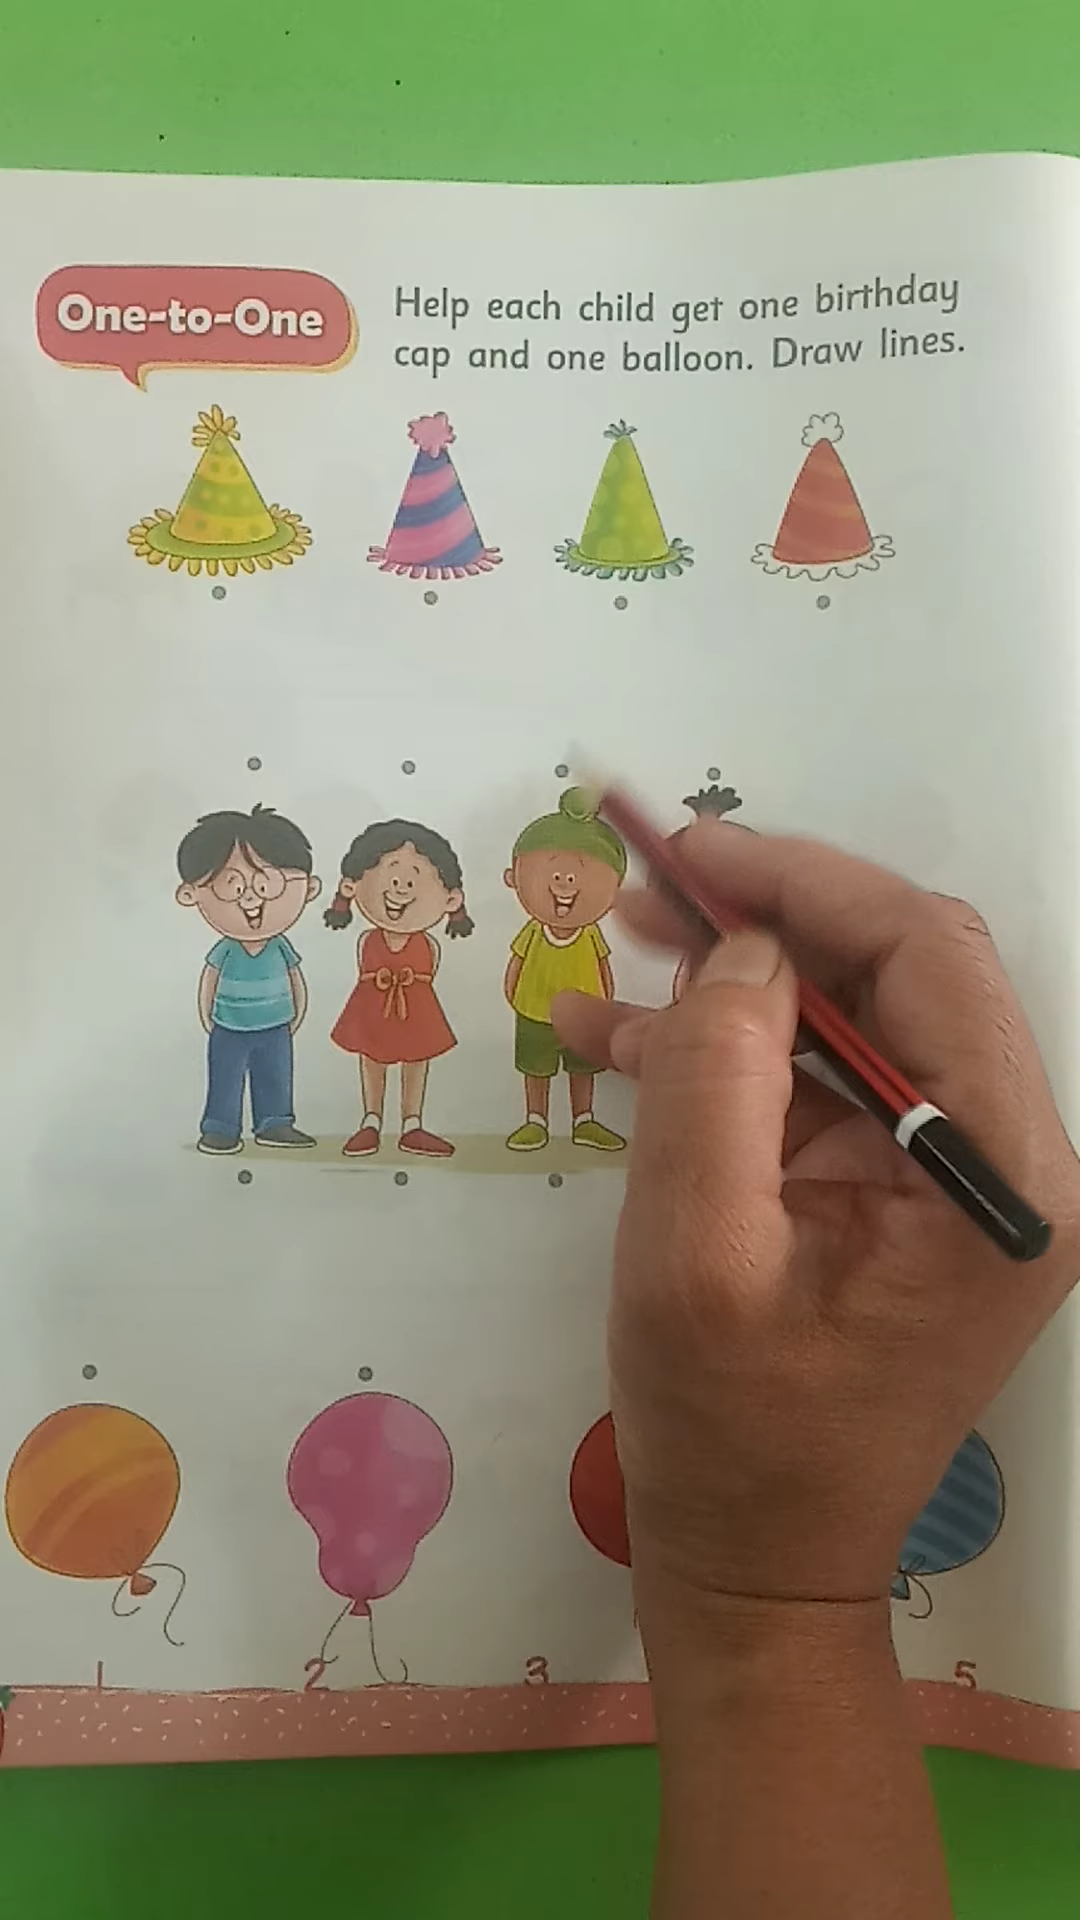 One-to-One
Help each child get one birthday
cap and one balloon. Draw lines.
1 2 3 5